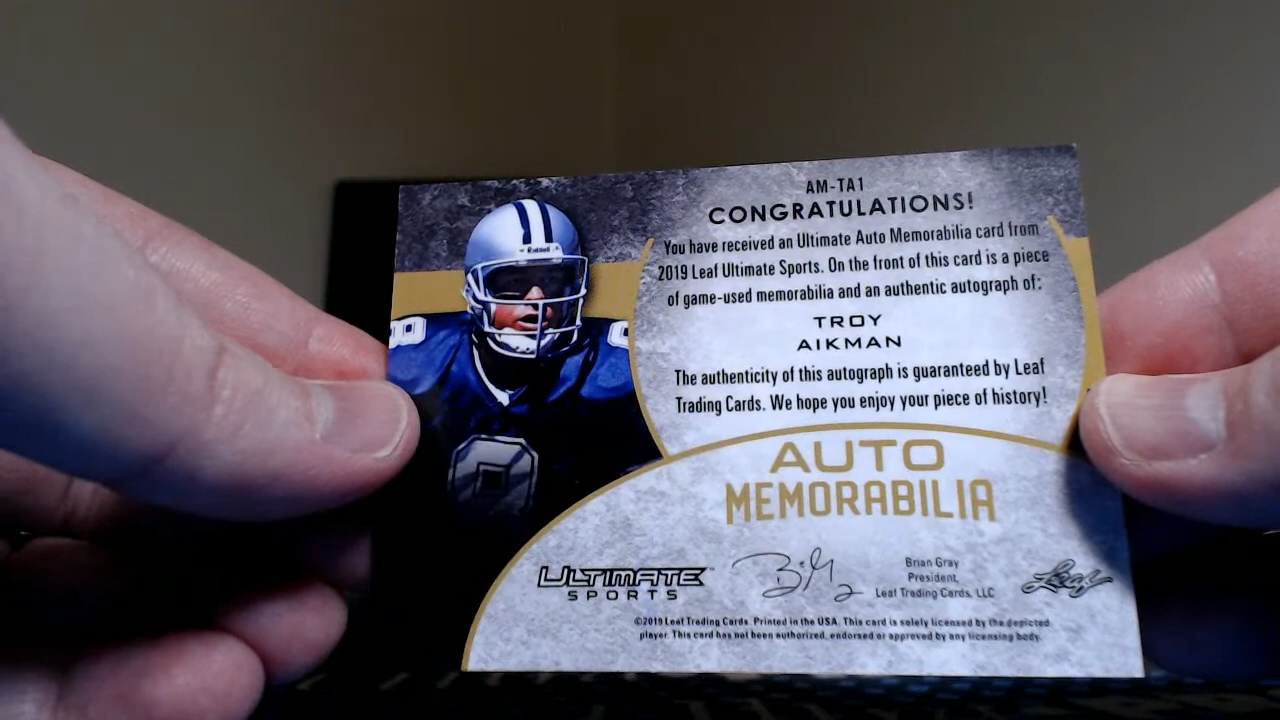 AM-TA1
CONGRATULATIONS!
You have received an Ultimate Auto Memorabilia card from
2019 Leaf Ultimate Sports. On the front of this card is a piece
of game-used memorabilia and an authentic autograph of:
TROY
AIKMAN
The authenticity of this autograph is guaranteed by Leaf
Trading Cards. We hope you enjoy your piece of history!
AUTO
MEMORABILIA
ULTIMATE™
SPORTS
Brian Gray
President,
Leaf Trading Cards, LLC
Leaf
©2019 Leaf Trading Cards. Printed in the USA. This card is solely licensed by the depicted
player. This card has not been authorized, endorsed or approved by any licensing body.
Riddell
8
8
8